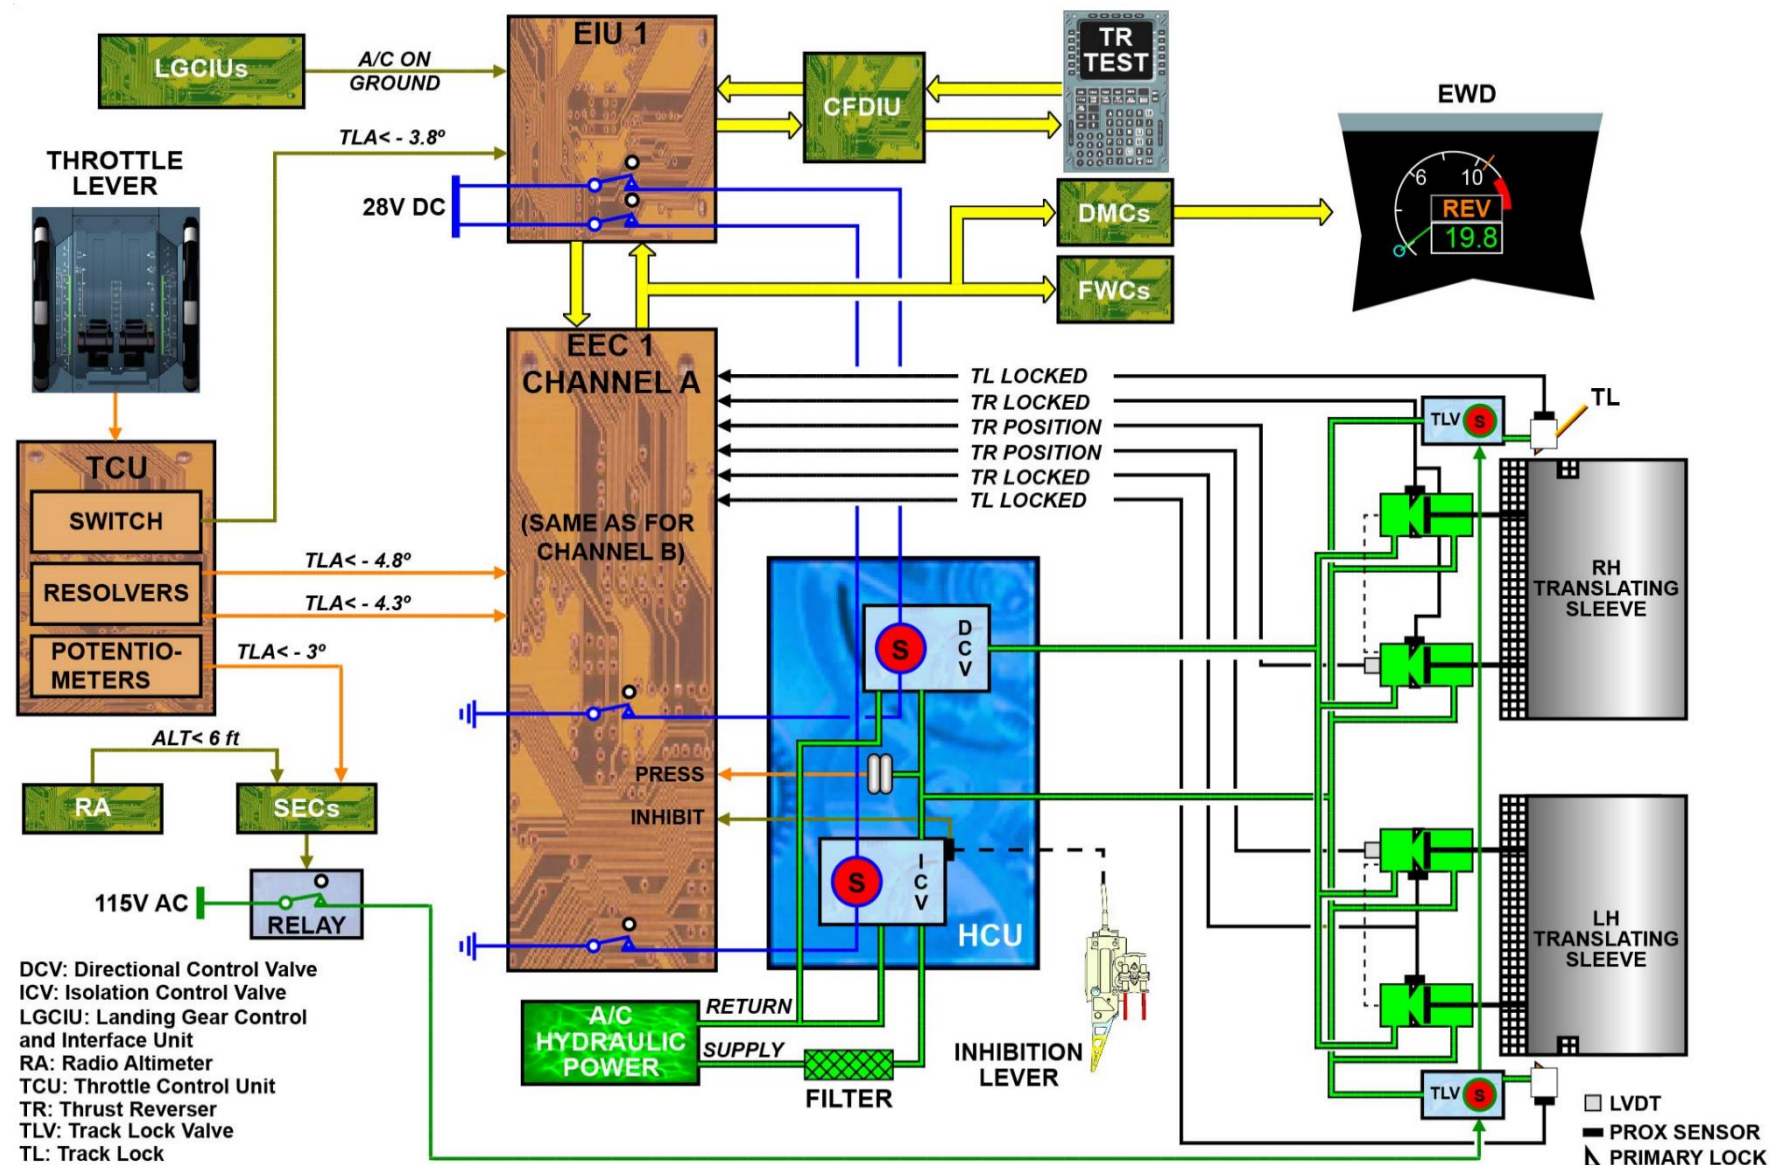 LGCIUs
A/C ON
GROUND
EIU 1
TLA< - 3.8º
28V DC
CFDIU
TR
TEST
EWD
6
10
REV
19.8
DMCs
FWCs
THROTTLE
LEVER
TCU
SWITCH
RESOLVERS
POTENTIO-
METERS
TLA< - 4.8º
TLA< - 4.3º
TLA< - 3º
ALT< 6 ft
RA
SECs
115V AC
RELAY
EEC 1
CHANNEL A
(SAME AS FOR
CHANNEL B)
PRESS
INHIBIT
TL LOCKED
TR LOCKED
TR POSITION
TR POSITION
TR LOCKED
TL LOCKED
S
D
C
V
S
I
C
V
HCU
A/C
HYDRAULIC
POWER
RETURN
SUPPLY
FILTER
INHIBITION
LEVER
TLV
S
TL
RH
TRANSLATING
SLEEVE
LH
TRANSLATING
SLEEVE
TLV
S
LVDT
PROX SENSOR
PRIMARY LOCK
DCV: Directional Control Valve
ICV: Isolation Control Valve
LGCIU: Landing Gear Control
and Interface Unit
RA: Radio Altimeter
TCU: Throttle Control Unit
TR: Thrust Reverser
TLV: Track Lock Valve
TL: Track Lock